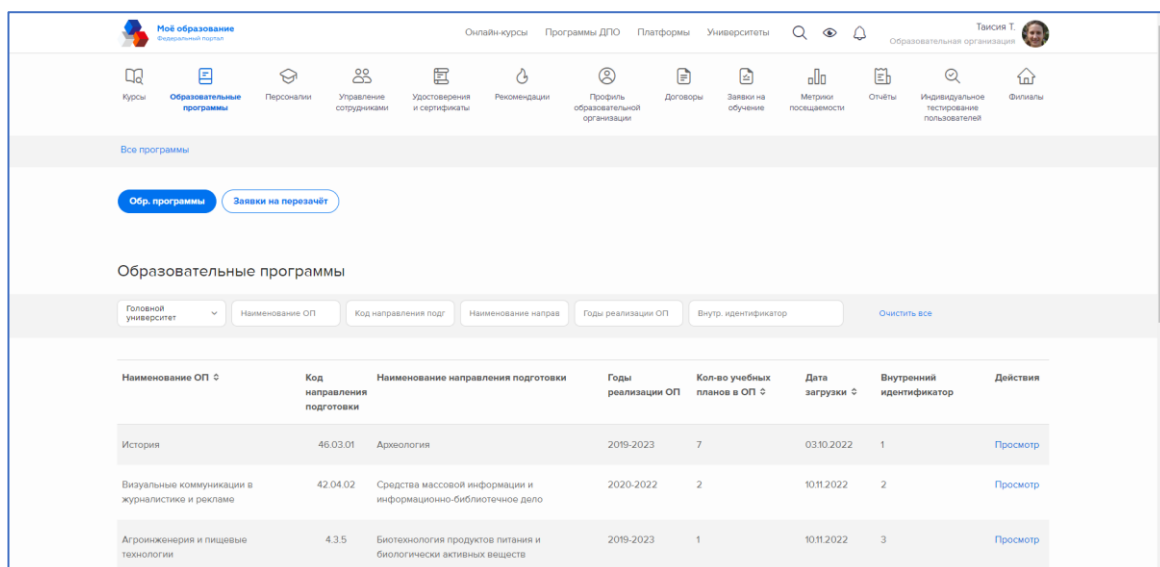 Моё образование
Федеральный портал
Онлайн-курсы Программы ДПО Платформы Университеты
Таисия Т.
Образовательная организация
Курсы
Образовательные
программы
Персоналии
Управление
сотрудниками
Удостоверения
и сертификаты
Рекомендации
Профиль
образовательной
организации
Договоры
Заявки на
обучение
Метрики
посещаемости
Отчёты
Индивидуальное
тестирование
пользователей
Филиалы
Все программы
Обр. программы
Заявки на перезачёт
Образовательные программы
Головной
университет
Наименование ОП
Код направления подг
Наименование направ
Годы реализации ОП
Внутр. идентификатор
Очистить все
Наименование ОП
Код
направления
подготовки
Наименование направления подготовки
Годы
реализации ОП
Кол-во учебных
планов в ОП
Дата
загрузки
Внутренний
идентификатор
Действия
История 46.03.01 Археология 2019-2023 7 03.10.2022 1 Просмотр
Визуальные коммуникации в
журналистике и рекламе
42.04.02
Средства массовой информации и
информационно-библиотечное дело
2020-2022 2 10.11.2022 2 Просмотр
Агроинженерия и пищевые
технологии
4.3.5
Биотехнология продуктов питания и
биологически активных веществ
2019-2023 1 10.11.2022 3 Просмотр